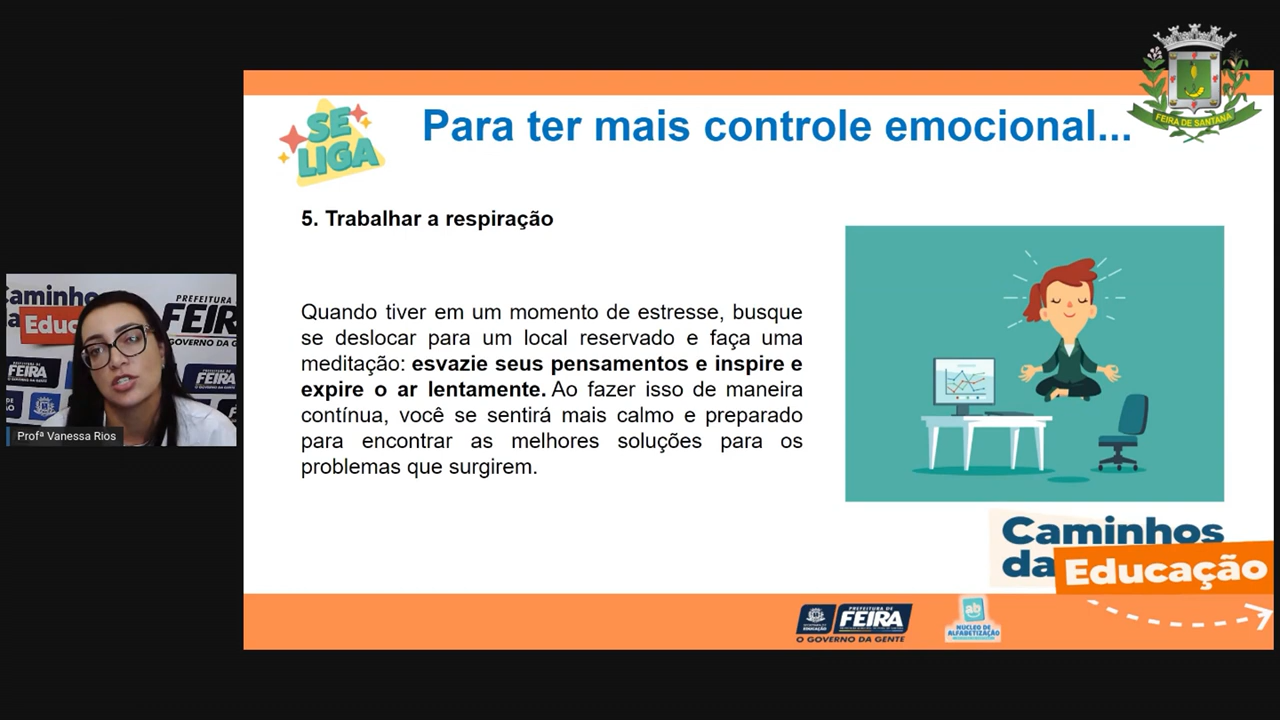 FEIRA DE SANTANA
SE
LIGA
Para ter mais controle emocional...
5. Trabalhar a respiração
Quando tiver em um momento de estresse, busque
se deslocar para um local reservado e faça uma
meditação: esvazie seus pensamentos e inspire e
expire o ar lentamente. Ao fazer isso de maneira
contínua, você se sentirá mais calmo e preparado
para encontrar as melhores soluções para os
problemas que surgirem.
aminho
Educ
PREFEITURA
FEIR
GOVERNO DA G
FEIRA
FEIRA
Profª Vanessa Rios
Caminhos
da
Educação
EDUCAÇÃO
PREFEITURA DE
FEIRA
O GOVERNO DA GENTE
ab
NÚCLEO DE
ALFABETIZAÇÃO